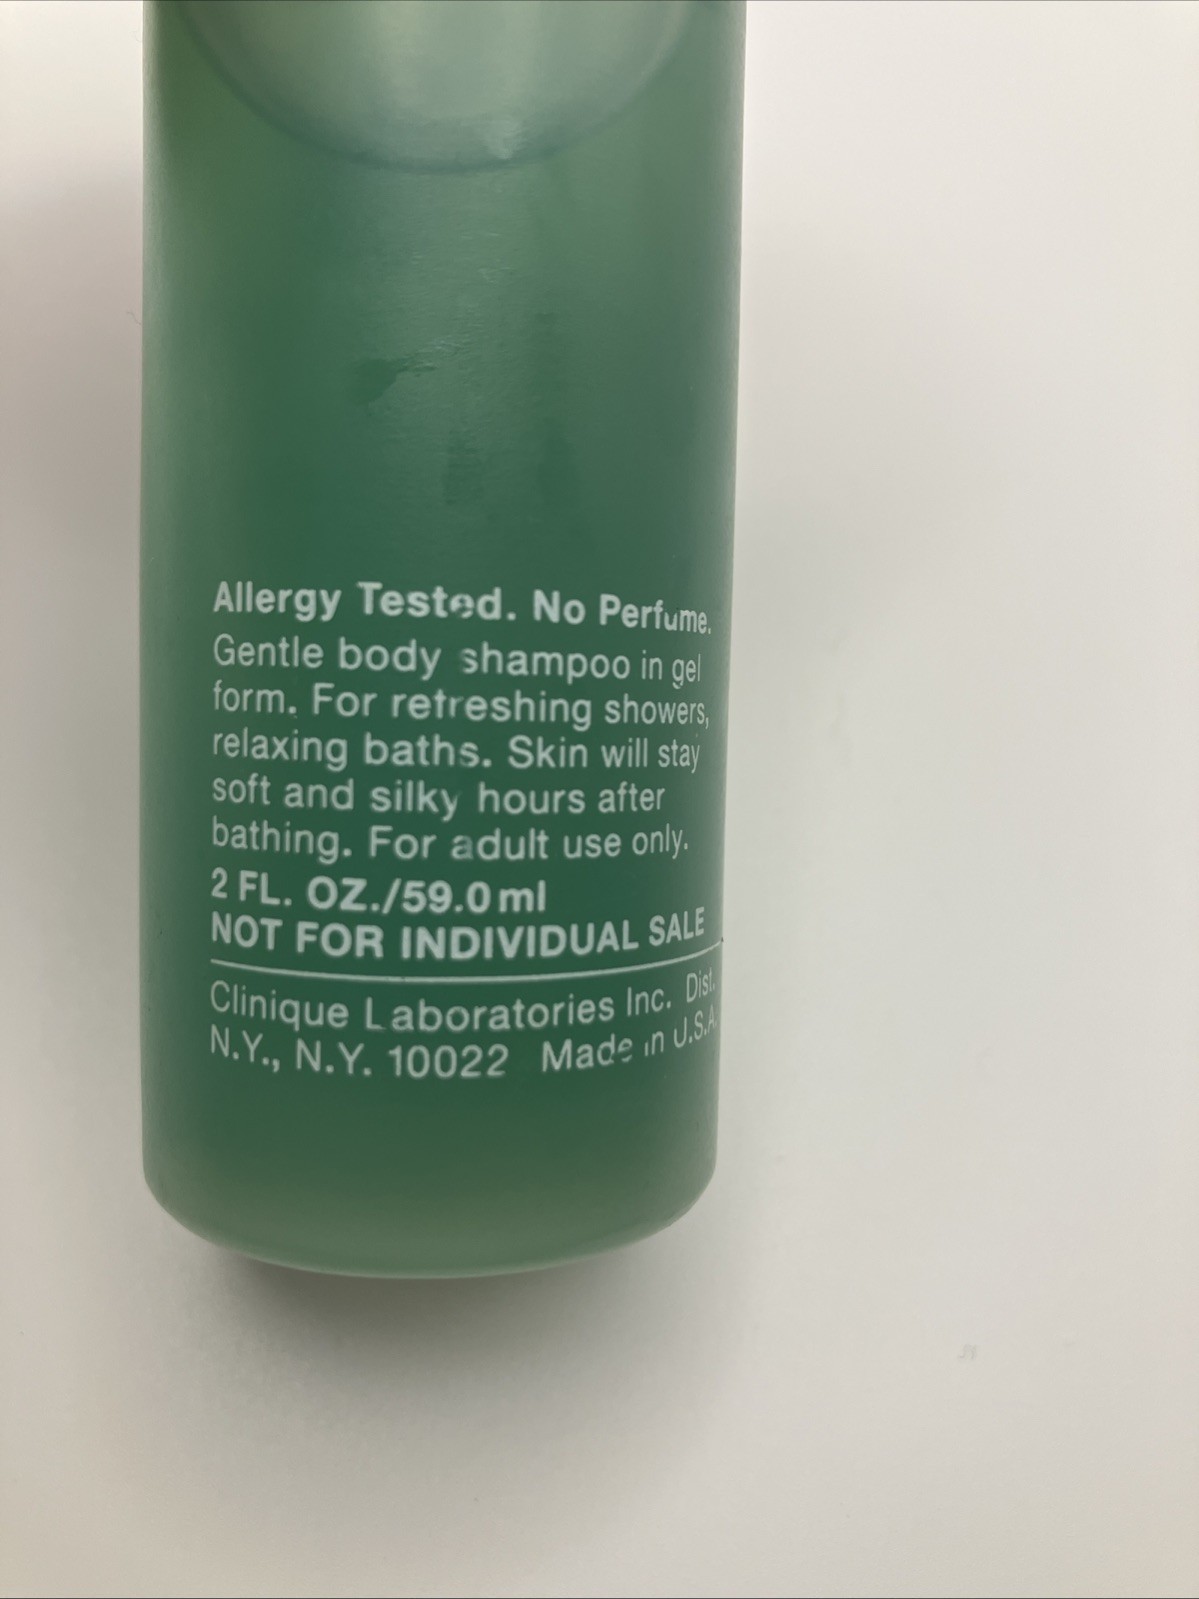 Allergy Tested. No Perfume.
Gentle body shampoo in gel
form. For refreshing showers,
relaxing baths. Skin will stay
soft and silky hours after
bathing. For adult use only.
2 FL. OZ./59.0 ml
NOT FOR INDIVIDUAL SALE
Clinique Laboratories Inc. Dist.
N.Y., N.Y. 10022 Made in U.S.A.